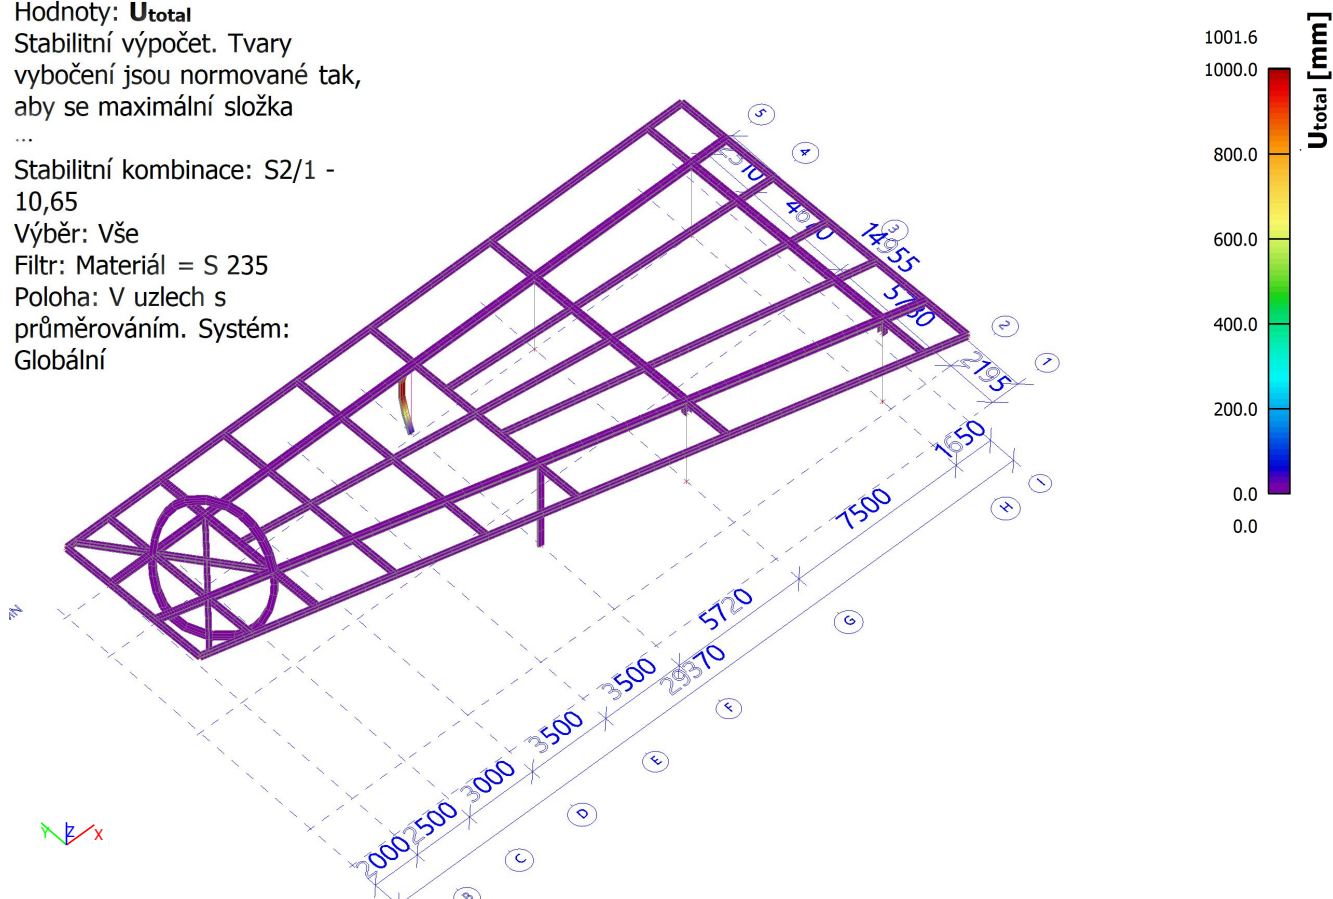 Hodnoty: Utotal
Stabilitní výpočet. Tvary
vybočení jsou normované tak,
aby se maximální složka
...
Stabilitní kombinace: S2/1 -
10,65
Výběr: Vše
Filtr: Materiál = S 235
Poloha: V uzlech s
průměrováním. Systém:
Globální
1001.6
1000.0
800.0
600.0
400.0
200.0
0.0
0.0
Utotal [mm]
5
4
3
2
1
14955
5780
2195
1650
7500
5720
29370
3500
3500
3000
2500
2000
I
H
G
F
E
D
C
B
Y
Z
X